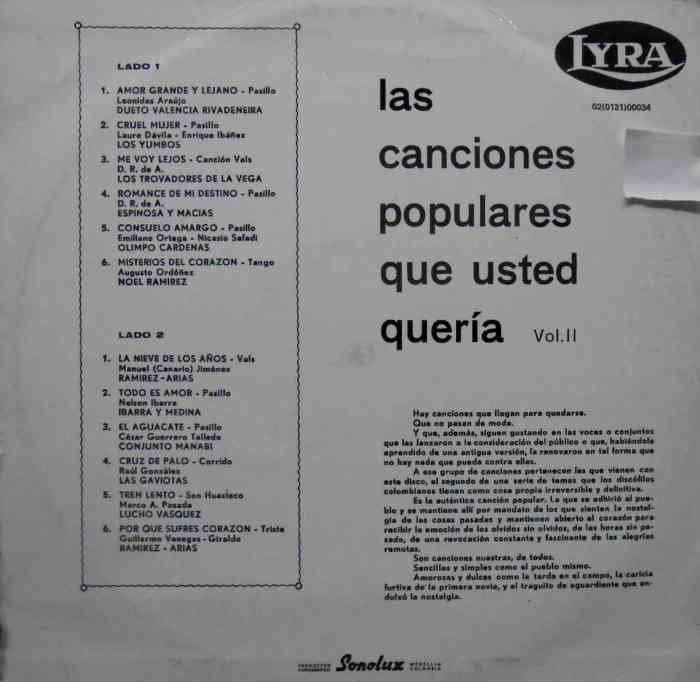 LYRA
02(0131)00034
las
canciones
populares
que usted
quería Vol.II
LADO 1
1. AMOR GRANDE Y LEJANO - Pasillo
Leonidas Araújo
DUETO VALENCIA RIVADENEIRA
2. CRUEL MUJER - Pasillo
Lauro Dávila - Enrique Ibáñez
LOS YUMBOS
3. ME VOY LEJOS - Canción Vals
D. R. de A.
LOS TROVADORES DE LA VEGA
4. ROMANCE DE MI DESTINO - Pasillo
D. R. de A.
ESPINOSA Y MACIAS
5. CONSUELO AMARGO - Pasillo
Emiliano Ortega - Nicasio Safadi
OLIMPO CARDENAS
6. MISTERIOS DEL CORAZON - Tango
Augusto Ordóñez
NOEL RAMIREZ
LADO 2
1. LA NIEVE DE LOS AÑOS - Vals
Manuel (Canario) Jiménez
RAMIREZ - ARIAS
2. TODO ES AMOR - Pasillo
Nelson Ibarra
IBARRA Y MEDINA
3. EL AGUACATE - Pasillo
César Guerrero Talledo
CONJUNTO MANABI
4. CRUZ DE PALO - Corrido
Raúl González
LAS GAVIOTAS
5. TREN LENTO - Son Huasteco
Marco A. Posada
LUCHO VASQUEZ
6. POR QUE SUFRES CORAZON - Triste
Guillermo Venegas - Giraldo
RAMIREZ - ARIAS
Hay canciones que llegan para quedarse.
Que no pasan de moda.
Y que, además, siguen gustando en las voces o conjuntos
que las lanzaron a la consideración del público o que, habiéndola
aprendido de una antigua versión, la renovaron en tal forma que
no hay nada que pueda contra ellas.
A ese grupo de canciones pertenecen las que vienen con
este disco, el segundo de una serie de temas que los discófilos
colombianos tienen como cosa propia irreversible y definitiva.
Es la auténtica canción popular. La que se adhirió al pue-
blo y se mantiene allí por mandato de los que sienten la nostal-
gia de las cosas pasadas y mantienen abierto el corazón para
recibir la emoción de los olvidos sin olvidos, de las horas sin pa-
sado, de una revocación constante y fascinante de las alegrías
remotas.
Son canciones nuestras, de todos.
Sencillas y simples como el pueblo mismo.
Amorosas y dulces como la tarde en el campo, la caricia
furtiva de la primera novia, y el traguito de aguardiente que en-
dulzó la nostalgia.
Sonolux MEDELLIN COLOMBIA